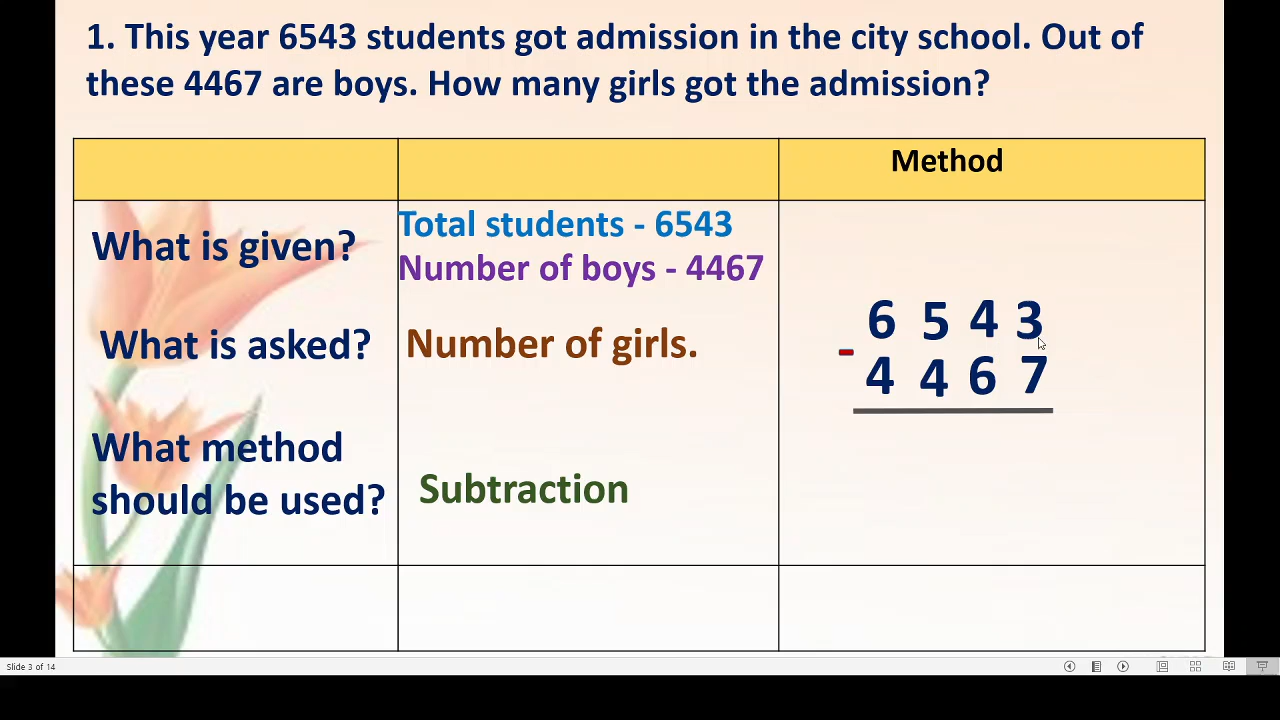 1. This year 6543 students got admission in the city school. Out of
these 4467 are boys. How many girls got the admission?
Method
What is given?
Total students - 6543
Number of boys - 4467
What is asked?
Number of girls.
What method
should be used?
Subtraction
6 5 4 3
-
4 4 6 7
Slide 3 of 14